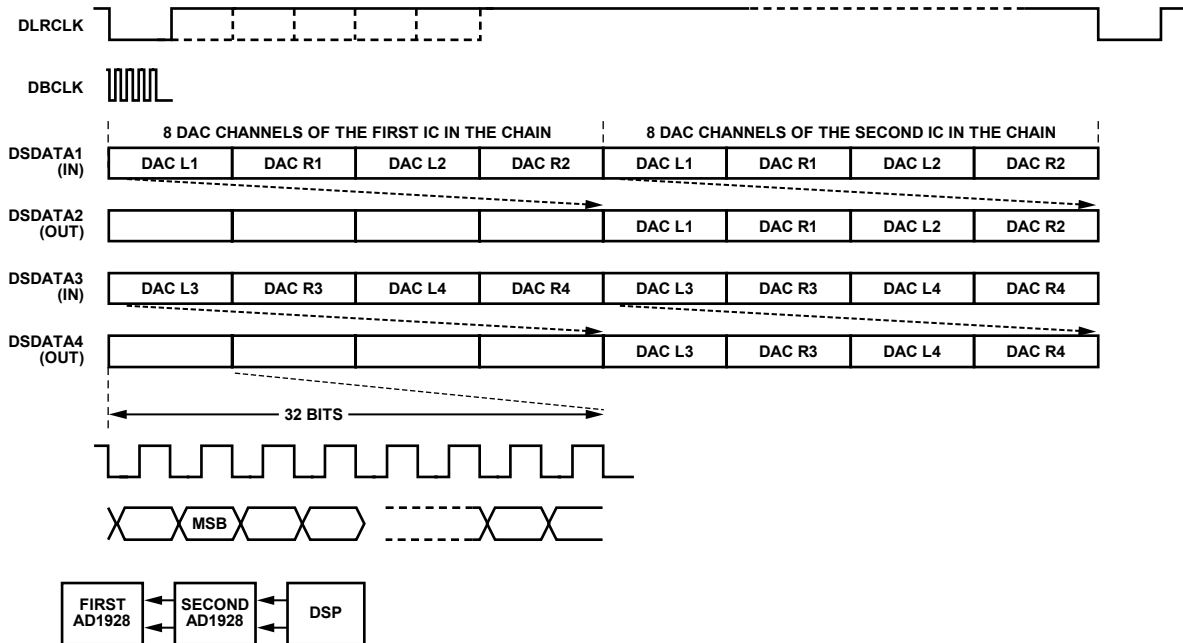 DLRCLK
DBCLK
8 DAC CHANNELS OF THE FIRST IC IN THE CHAIN
8 DAC CHANNELS OF THE SECOND IC IN THE CHAIN
DSDATA1
(IN)
DAC L1 DAC R1 DAC L2 DAC R2 DAC L1 DAC R1 DAC L2 DAC R2
DSDATA2
(OUT)
DAC L1 DAC R1 DAC L2 DAC R2
DSDATA3
(IN)
DAC L3 DAC R3 DAC L4 DAC R4 DAC L3 DAC R3 DAC L4 DAC R4
DSDATA4
(OUT)
DAC L3 DAC R3 DAC L4 DAC R4
32 BITS
MSB
FIRST
AD1928
SECOND
AD1928
DSP